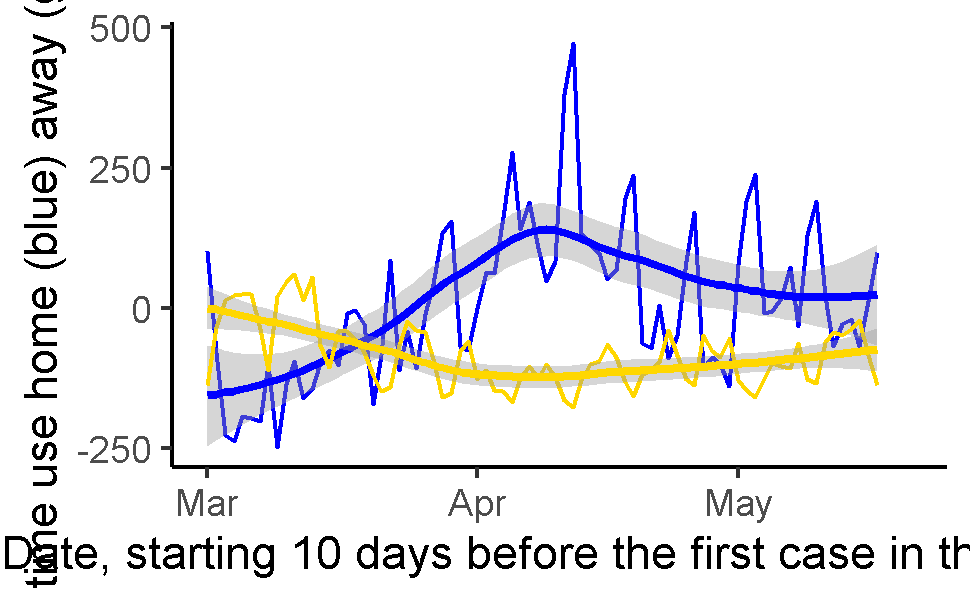 time use home (blue) away (
500
250
0
-250
Mar Apr May
Date, starting 10 days before the first case in th